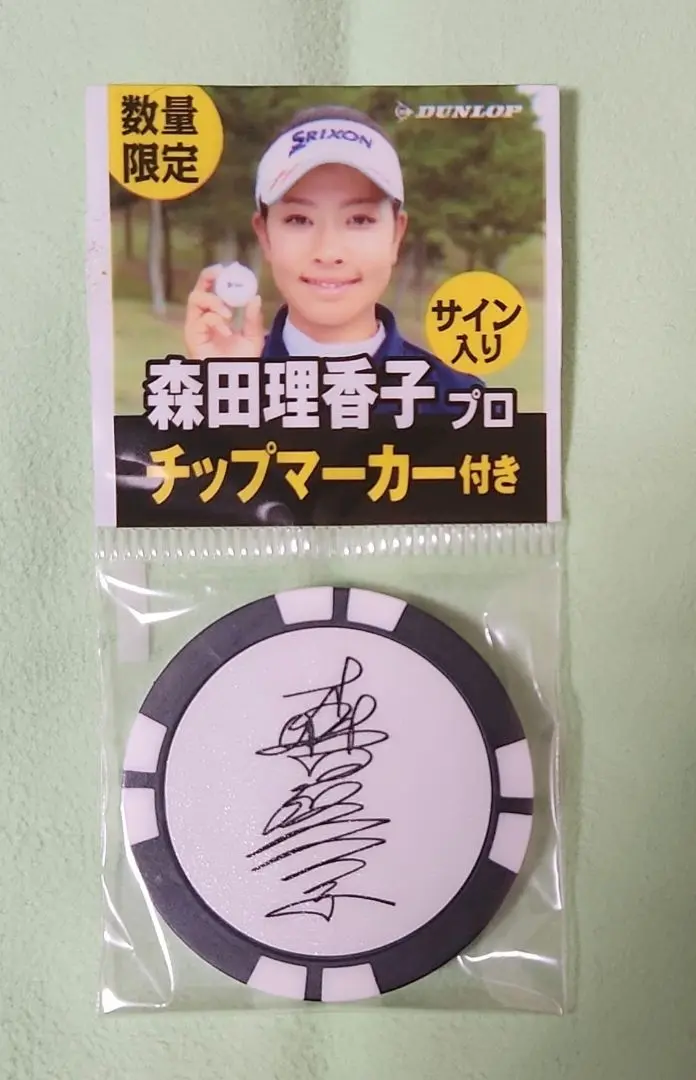 数量
限定
DUNLOP
SRIXON
サイン
入り
森田理香子 プロ
チップマーカー付き